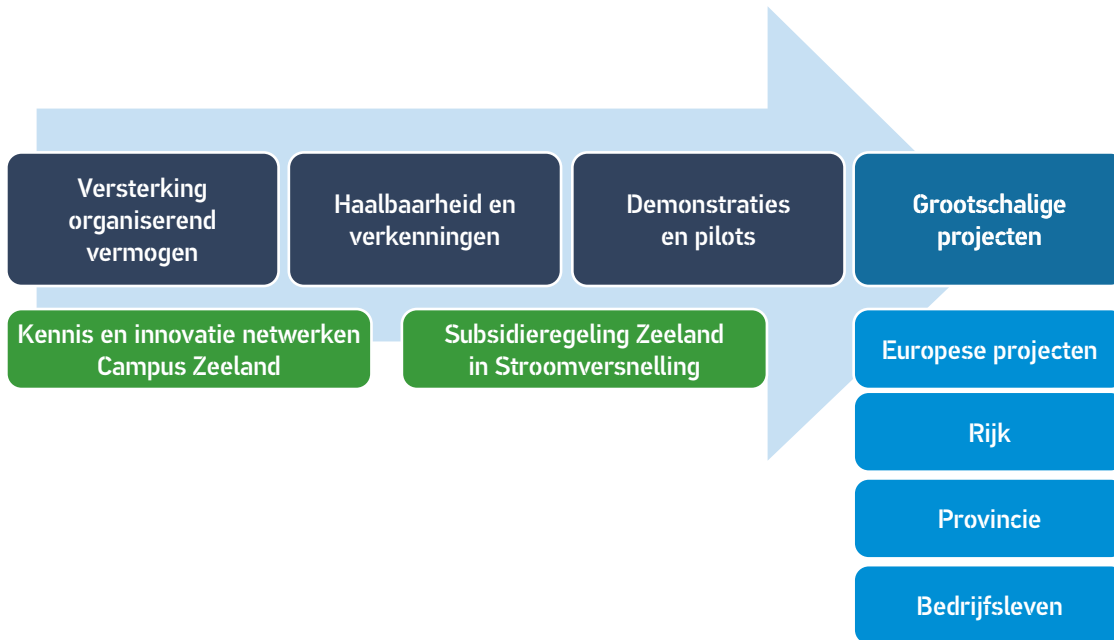 Versterking
organiserend
vermogen
Haalbaarheid en
verkenningen
Demonstraties
en pilots
Grootschalige
projecten
Kennis en innovatie netwerken
Campus Zeeland
Subsidieregeling Zeeland
in Stroomversnelling
Europese projecten
Rijk
Provincie
Bedrijfsleven